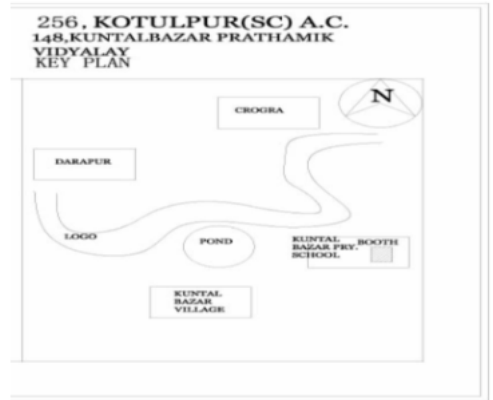 256, KOTULPUR(SC) A.C.
148,KUNTALBAZAR PRATHAMIK
VIDYALAY
KEY PLAN
N
CROGRA
DARAPUR
LOGO
POND
KUNTAL
BAZAR PRY.
SCHOOL
BOOTH
KUNTAL
BAZAR
VILLAGE